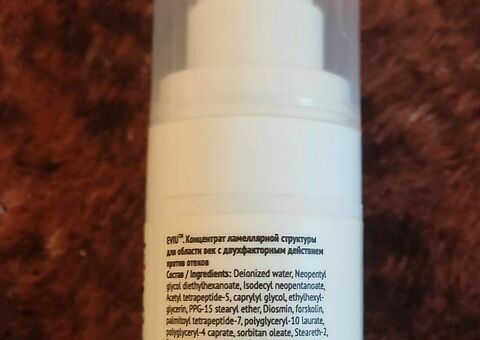 EVIU™. Концентрат ламеллярной структуры
для области век с двухфакторным действием
против отеков
Состав / Ingredients: Deionized water, Neopentyl
glycol diethylhexanoate, Isodecyl neopentanoate,
Acetyl tetrapeptide-5, caprylyl glycol, ethylhexyl-
glycerin, PPG-15 stearyl ether, Diosmin, forskolin,
palmitoyl tetrapeptide-7, polyglyceryl-10 laurate,
polyglyceryl-4 caprate, sorbitan oleate, Steareth-2,